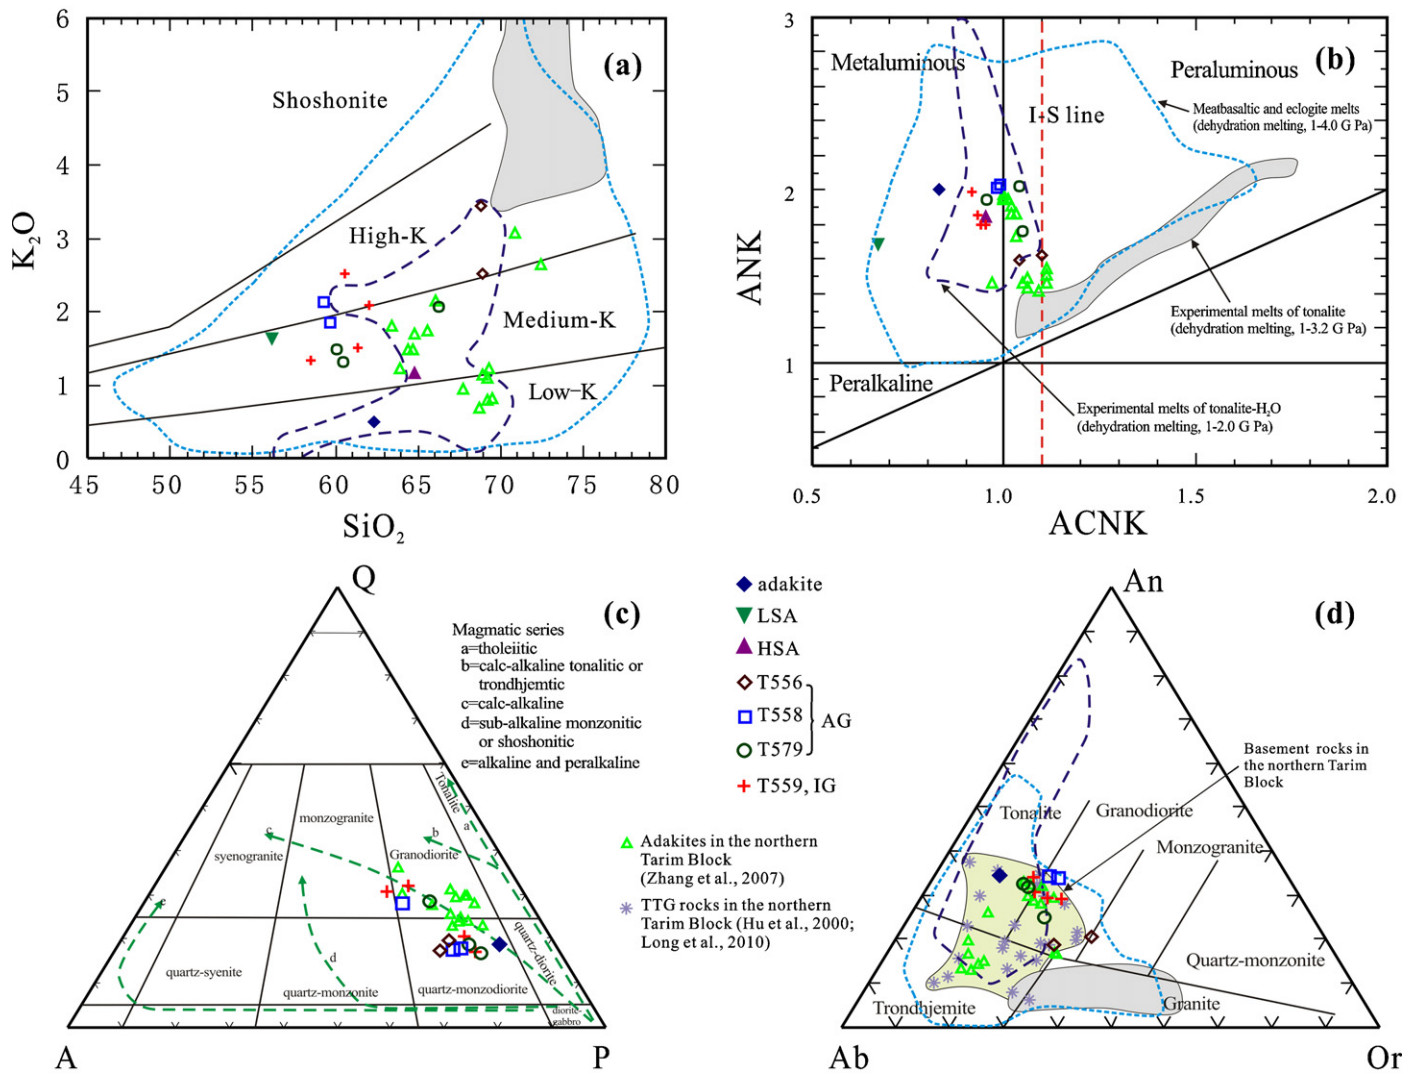 (a)
6
5
4
3
2
1
0
K₂O
Shoshonite
High-K
Medium-K
Low-K
45
50
55
60
65
70
75
80
SiO₂
(b)
3
2
1
ANK
Metaluminous
Peraluminous
I-S line
Meatbasaltic and eclogite melts
(dehydration melting, 1-4.0 G Pa)
Experimental melts of tonalite
(dehydration melting, 1-3.2 G Pa)
Peralkaline
Experimental melts of tonalite-H₂O
(dehydration melting, 1-2.0 G Pa)
0.5
1.0
1.5
2.0
ACNK
(c)
Q
Magmatic series
a=tholeiitic
b=calc-alkaline tonalitic or
trondhjemtic
c=calc-alkaline
d=sub-alkaline monzonitic
or shoshonitic
e=alkaline and peralkaline
Tonalite
a
b
c
monzogranite
syenogranite
Granodiorite
e
d
quartz-syenite
quartz-monzonite
quartz-monzodiorite
quartz-diorite
diorite-
gabbro
A
P
adakite
LSA
HSA
T556
T558
AG
T579
T559, IG
Adakites in the northern
Tarim Block
(Zhang et al., 2007)
TTG rocks in the northern
Tarim Block (Hu et al., 2000;
Long et al., 2010)
(d)
An
Basement rocks in
the northern Tarim
Block
Tonalite
Granodiorite
Monzogranite
Quartz-monzonite
Trondhjemite
Granite
Ab
Or